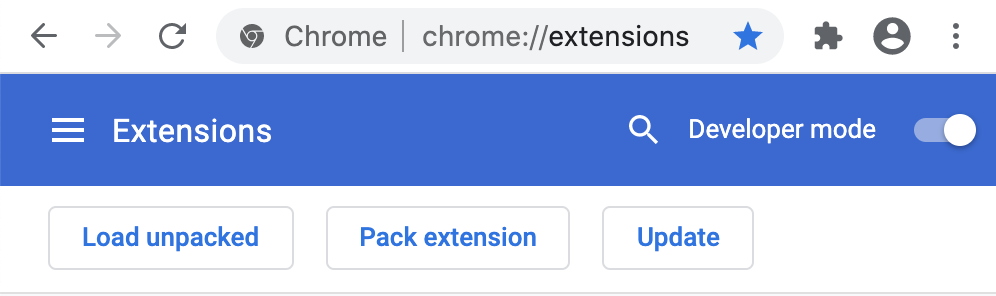 Chrome | chrome://extensions
Extensions Developer mode
Load unpacked Pack extension Update